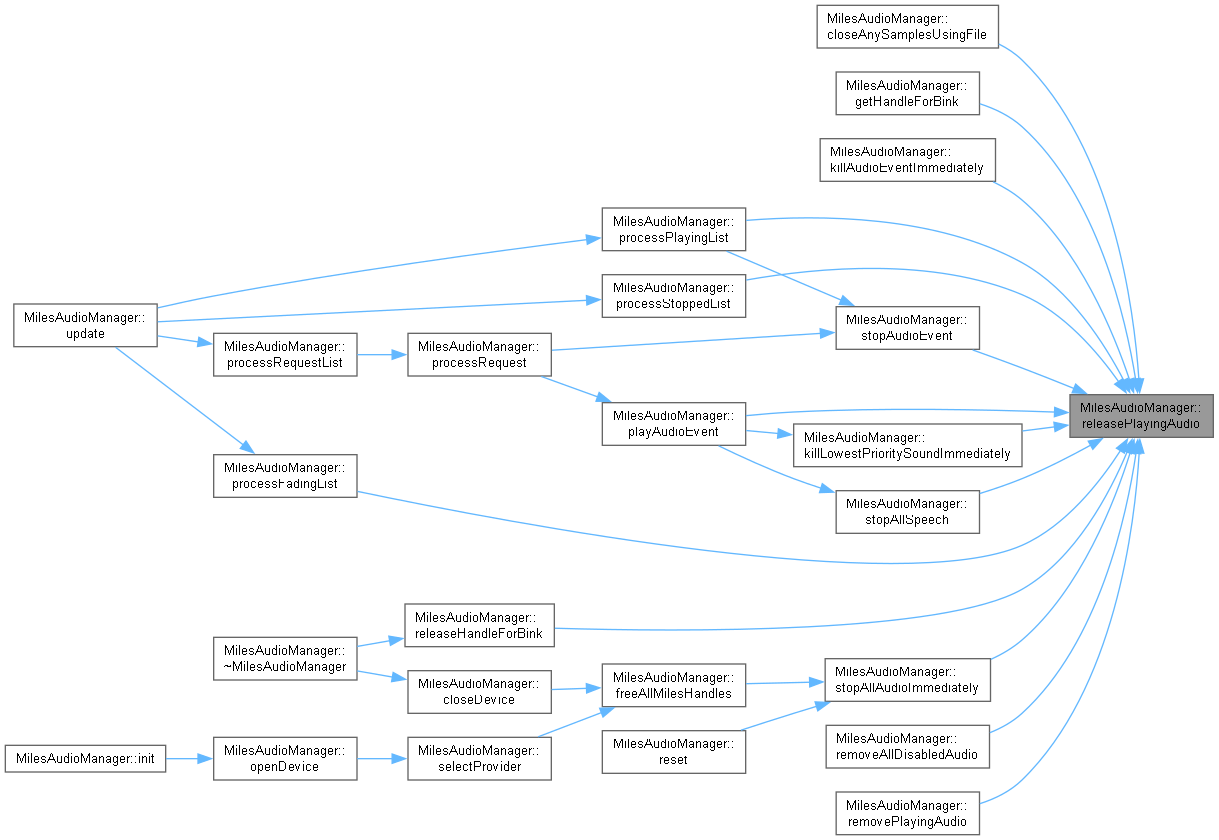 MilesAudioManager::
closeAnySamplesUsingFile
MilesAudioManager::
getHandleForBink
MilesAudioManager::
killAudioEventImmediately
MilesAudioManager::
processPlayingList
MilesAudioManager::
processStoppedList
MilesAudioManager::
update
MilesAudioManager::
processRequestList
MilesAudioManager::
processRequest
MilesAudioManager::
stopAudioEvent
MilesAudioManager::
releasePlayingAudio
MilesAudioManager::
playAudioEvent
MilesAudioManager::
killLowestPrioritySoundImmediately
MilesAudioManager::
processFadingList
MilesAudioManager::
stopAllSpeech
MilesAudioManager::
releaseHandleForBink
MilesAudioManager::
~MilesAudioManager
MilesAudioManager::
closeDevice
MilesAudioManager::
freeAllMilesHandles
MilesAudioManager::
stopAllAudioImmediately
MilesAudioManager::init
MilesAudioManager::
openDevice
MilesAudioManager::
selectProvider
MilesAudioManager::
reset
MilesAudioManager::
removeAllDisabledAudio
MilesAudioManager::
removePlayingAudio